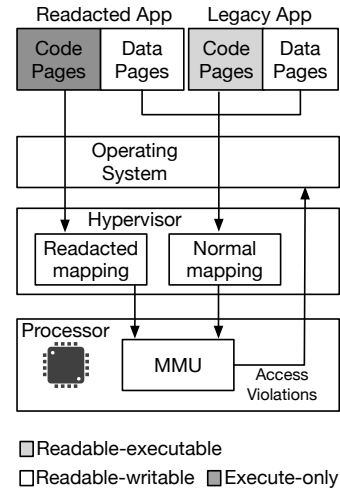 Readacted App Legacy App
Code Pages Data Pages Code Pages Data Pages
Operating
System
Hypervisor
Readacted mapping Normal mapping
Processor
MMU
Access
Violations
Readable-executable
Readable-writable Execute-only